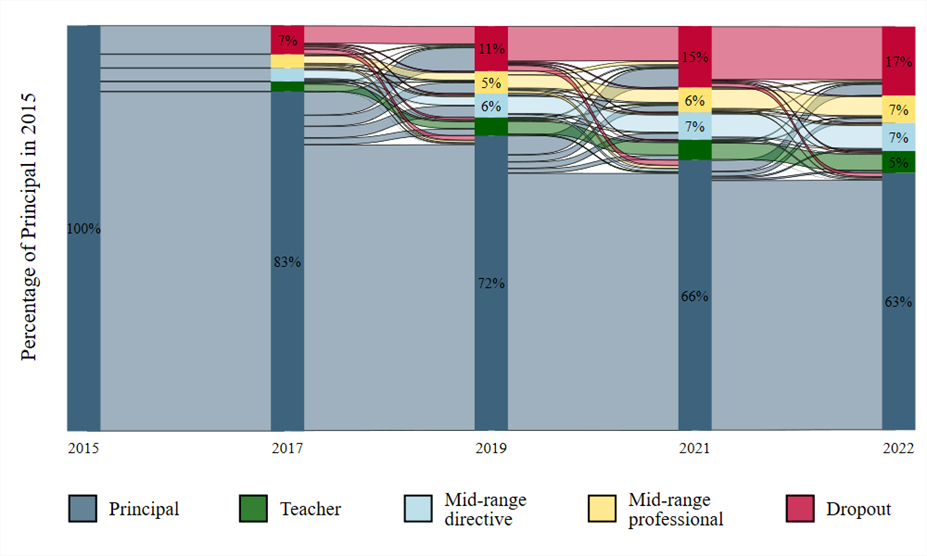 Percentage of Principal in 2015
100%
7%
83%
11%
5%
6%
72%
15%
6%
7%
66%
17%
7%
7%
5%
63%
2015
2017
2019
2021
2022
Principal
Teacher
Mid-range
directive
Mid-range
professional
Dropout